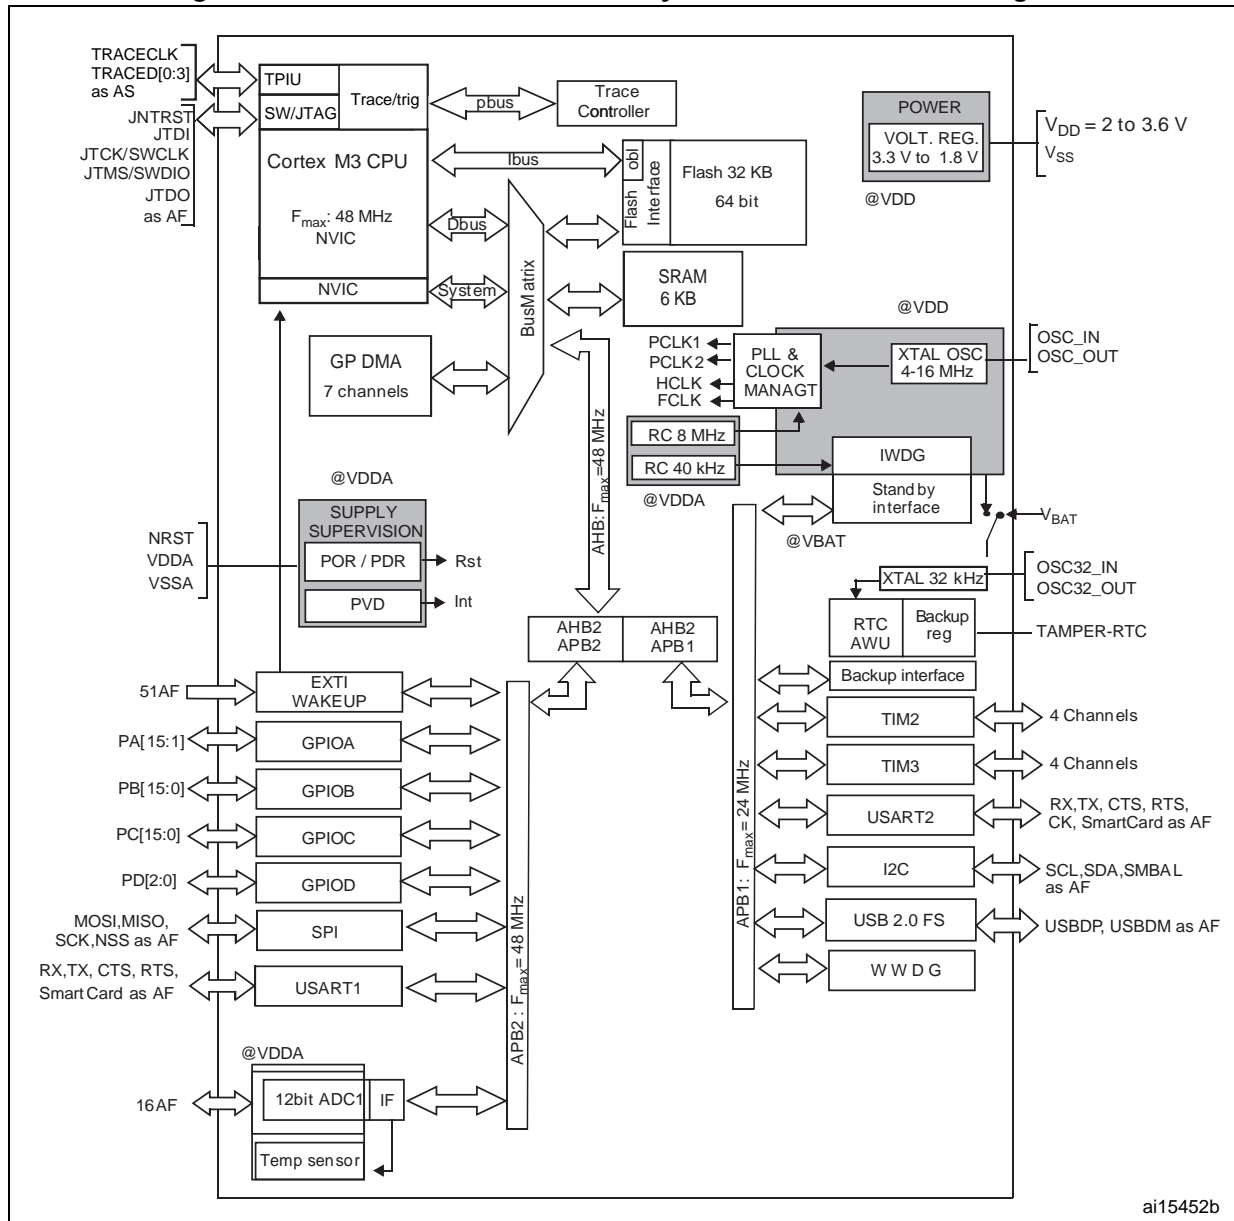 TRACECLK
TRACED[0:3]
as AS
TPIU
SW/JTAG
Trace/trig
pbus
Trace
Controller
JNTRST
JTDI
JTCK/SWCLK
JTMS/SWDIO
JTDO
as AF
Cortex M3 CPU
Fmax: 48 MHz
NVIC
NVIC
Ibus
Dbus
System
BusMatrix
Flash
obl
Interface
Flash 32 KB
64 bit
SRAM
6 KB
POWER
VOLT. REG.
3.3 V to 1.8 V
@VDD
VDD = 2 to 3.6 V
VSS
GP DMA
7 channels
@VDD
PCLK1
PCLK2
HCLK
FCLK
PLL &
CLOCK
MANAGT
XTAL OSC
4-16 MHz
OSC_IN
OSC_OUT
RC 8 MHz
RC 40 kHz
@VDDA
IWDG
Stand by
interface
@VBAT
VBAT
AHB: Fmax=48 MHz
@VDDA
SUPPLY
SUPERVISION
POR / PDR
Rst
PVD
Int
NRST
VDDA
VSSA
XTAL 32 kHz
OSC32_IN
OSC32_OUT
RTC
AWU
Backup
reg
TAMPER-RTC
Backup interface
AHB2
APB2
AHB2
APB1
51AF
EXTI
WAKEUP
PA[15:1]
GPIOA
PB[15:0]
GPIOB
PC[15:0]
GPIOC
PD[2:0]
GPIOD
MOSI,MISO,
SCK,NSS as AF
SPI
RX,TX, CTS, RTS,
SmartCard as AF
USART1
APB2 : Fmax= 48 MHz
APB1 : Fmax= 24 MHz
TIM2
4 Channels
TIM3
4 Channels
USART2
RX,TX, CTS, RTS,
CK, SmartCard as AF
I2C
SCL,SDA,SMBAL
as AF
USB 2.0 FS
USBDP, USBDM as AF
WWDG
@VDDA
16AF
12bit ADC1
IF
Temp sensor
ai15452b